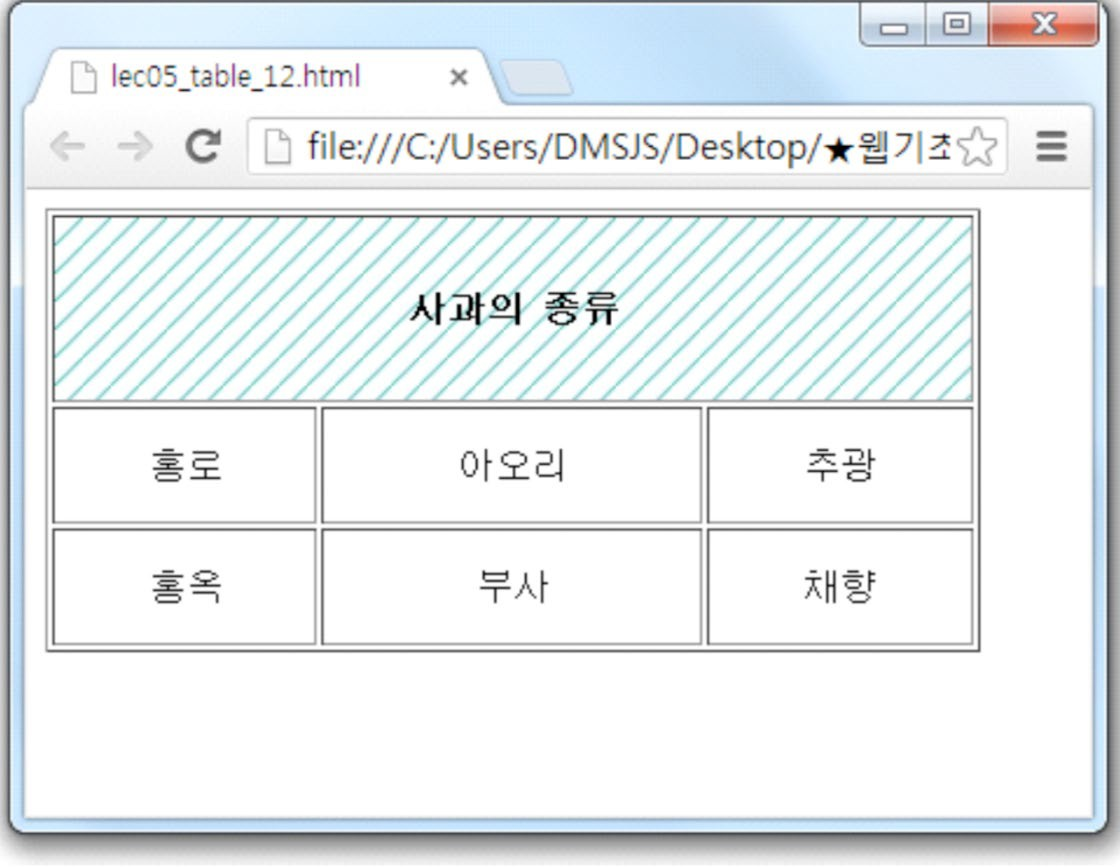 lec05_table_12.html
file:///C:/Users/DMSJS/Desktop/★웹기초
사과의 종류
홍로 아오리 추광
홍옥 부사 채향